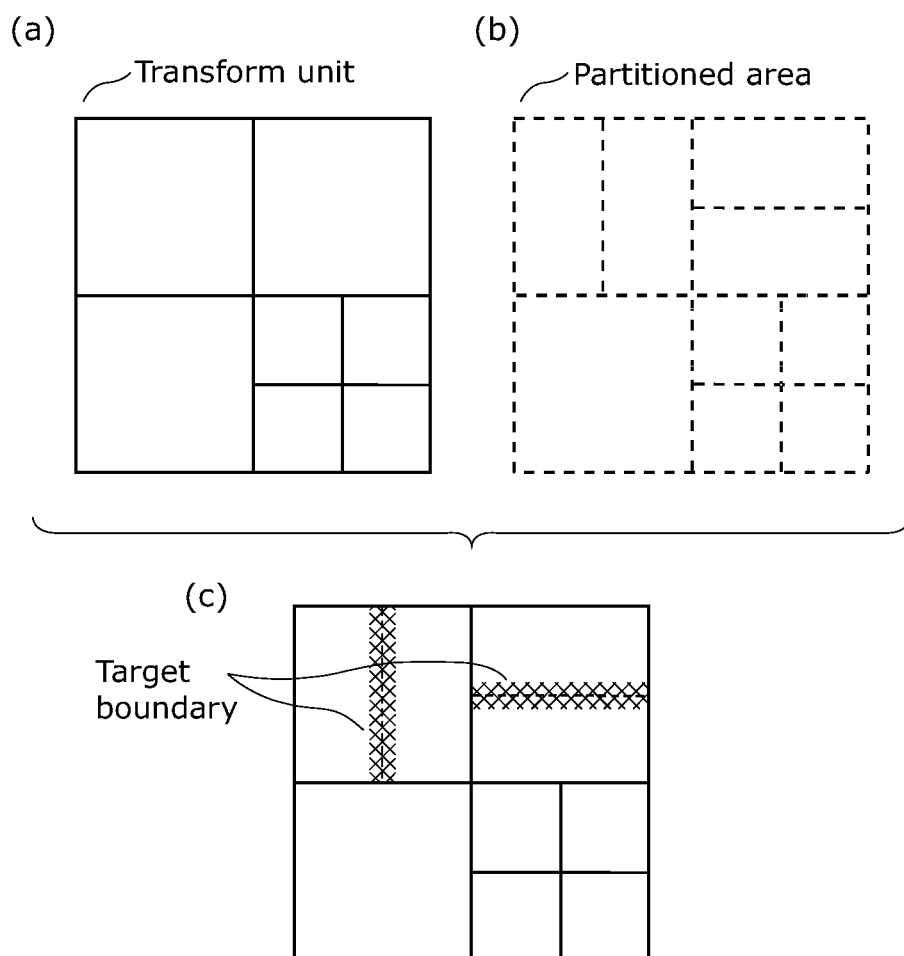 (a)
Transform unit
(b)
Partitioned area
(c)
Target
boundary